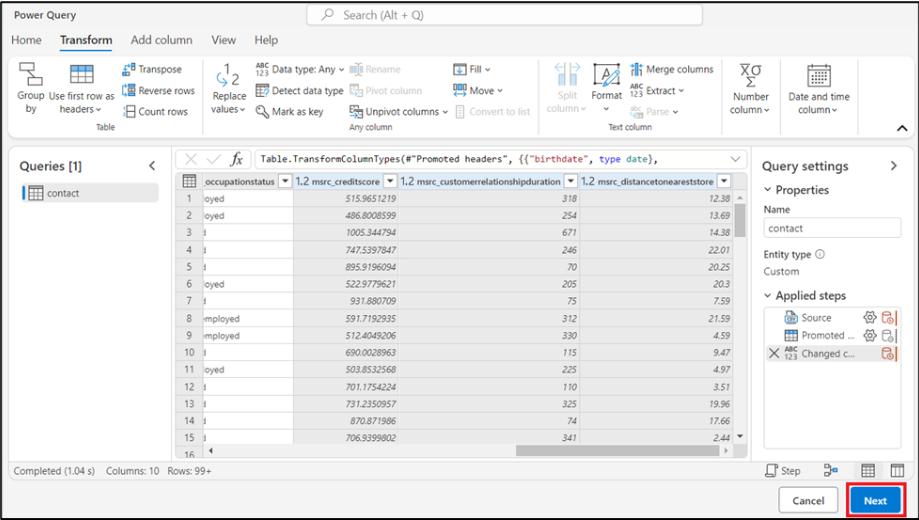 Power Query
Search (Alt + Q)
Home Transform Add column View Help
Group by
Use first row as headers
Transpose
Reverse rows
Count rows
Table
Replace values
Data type: Any
Detect data type
Mark as key
Rename
Pivot column
Unpivot columns
Fill
Move
Convert to list
Any column
Split column
Format
Merge columns
Extract
Parse
Text column
Number column
Date and time column
Queries [1]
contact
fx Table.TransformColumnTypes(#"Promoted headers", {{"birthdate", type date},
_occupationstatus 1.2 msrc_creditscore 1.2 msrc_customerrelationshipduration 1.2 msrc_distancetoneareststore
1 oyed 515.9651219 318 12.38
2 oyed 486.8008599 254 13.69
3 1005.344794 671 14.38
4 747.5397847 246 22.01
5 895.9196094 70 20.25
6 oyed 522.9779621 205 20.3
7 931.880709 75 7.59
8 employed 591.7192935 312 21.59
9 employed 512.4049206 330 4.59
10 690.0028963 115 9.47
11 oyed 503.8532568 225 4.97
12 701.1754224 110 3.51
13 731.2350957 325 19.96
14 870.871986 74 17.66
15 706.9399802 341 2.44
16
Query settings
Properties
Name
contact
Entity type
Custom
Applied steps
Source
Promoted ...
Changed c...
Completed (1.04 s) Columns: 10 Rows: 99+
Step
Cancel
Next